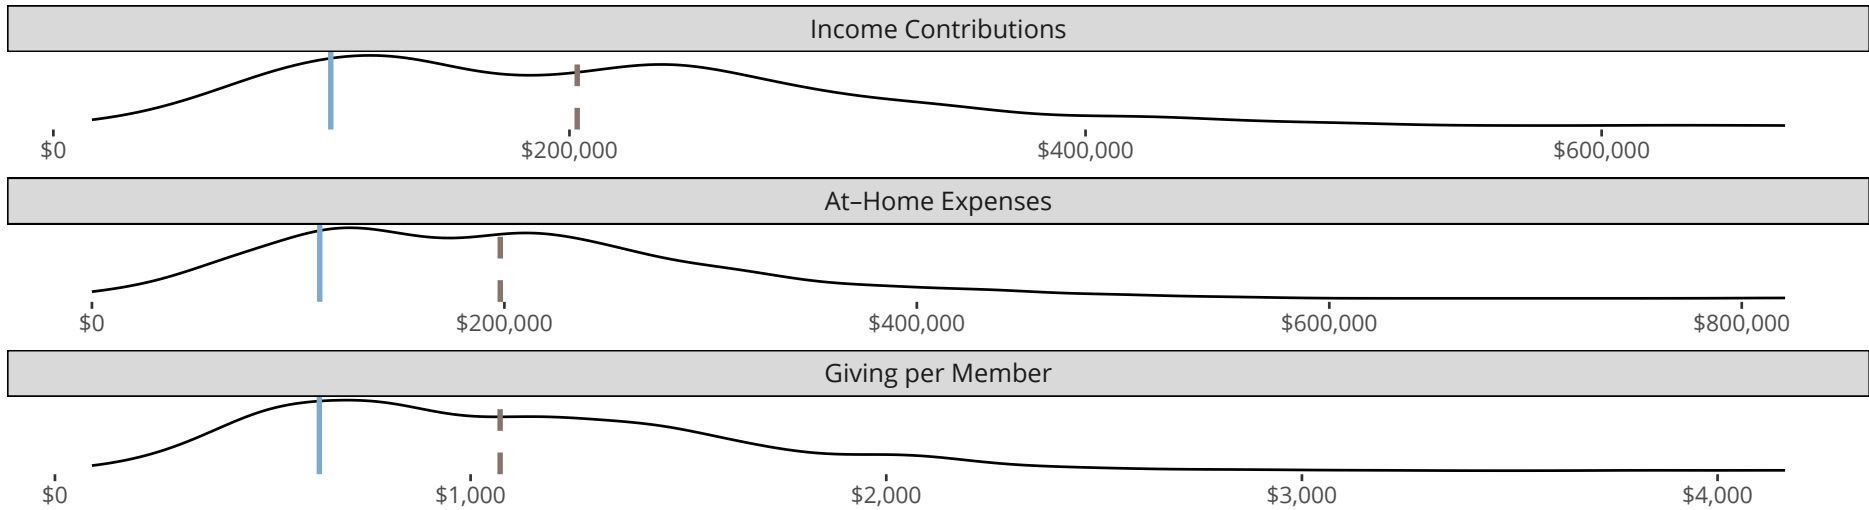 Income Contributions
$0 $200,000 $400,000 $600,000
At–Home Expenses
$0 $200,000 $400,000 $600,000 $800,000
Giving per Member
$0 $1,000 $2,000 $3,000 $4,000